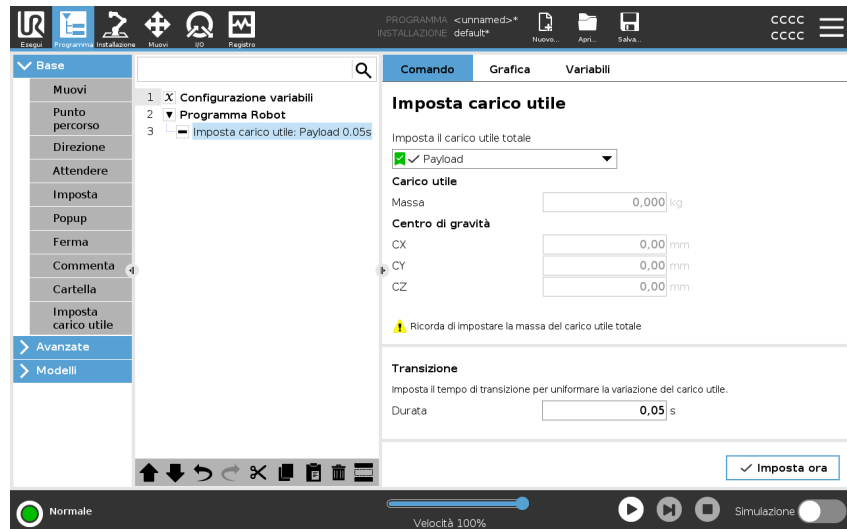 UR
Esegui
Programma
Installazione
Muovi
I/O
Registro
PROGRAMMA <unnamed>*
INSTALLAZIONE default*
Nuovo...
Apri...
Salva...
cccc
cccc
Base
Muovi
Punto
percorso
Direzione
Attendere
Imposta
Popup
Ferma
Commenta
Cartella
Imposta
carico utile
Avanzate
Modelli
1 X Configurazione variabili
2 Programma Robot
3 Imposta carico utile: Payload 0.05s
Comando Grafica Variabili
Imposta carico utile
Imposta il carico utile totale
Payload
Carico utile
Massa 0,000 kg
Centro di gravità
CX 0,00 mm
CY 0,00 mm
CZ 0,00 mm
Ricorda di impostare la massa del carico utile totale
Transizione
Imposta il tempo di transizione per uniformare la variazione del carico utile.
Durata 0,05 s
Imposta ora
Normale
Velocità 100%
Simulazione